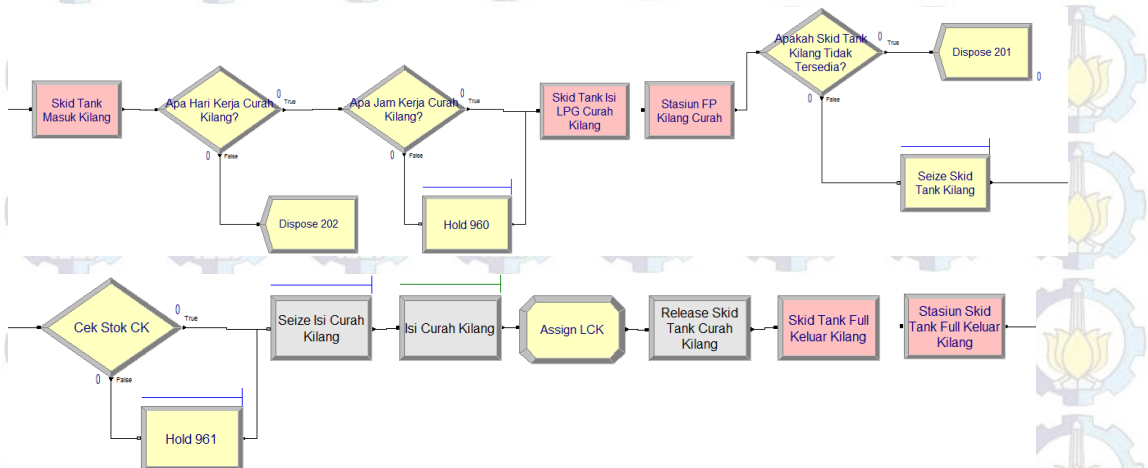 Skid Tank
Masuk Kilang
Apa Hari Kerja Curah
Kilang?
0
True
0
False
Dispose 202
Apa Jam Kerja Curah
Kilang?
0
True
0
False
Hold 960
Skid Tank Isi
LPG Curah
Kilang
Stasiun FP
Kilang Curah
Apakah Skid Tank
Kilang Tidak
Tersedia?
0
True
0
False
Dispose 201
0
Seize Skid
Tank Kilang
Cek Stok CK
0
True
0
False
Hold 961
Seize Isi Curah
Kilang
Isi Curah Kilang
Assign LCK
Release Skid
Tank Curah
Kilang
Skid Tank Full
Keluar Kilang
Stasiun Skid
Tank Full Keluar
Kilang